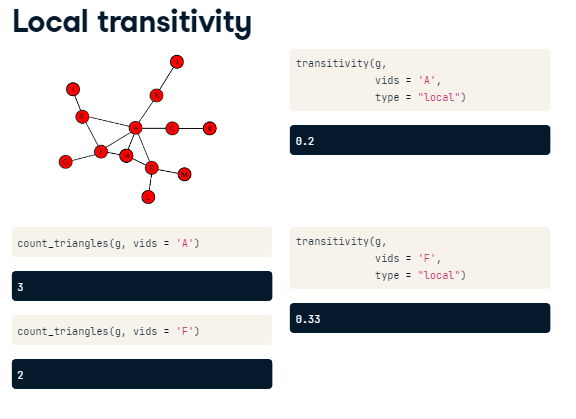 Local transitivity
transitivity(g,
vids = 'A',
type = "local")
0.2
count_triangles(g, vids = 'A')
3
count_triangles(g, vids = 'F')
2
transitivity(g,
vids = 'F',
type = "local")
0.33
A
M